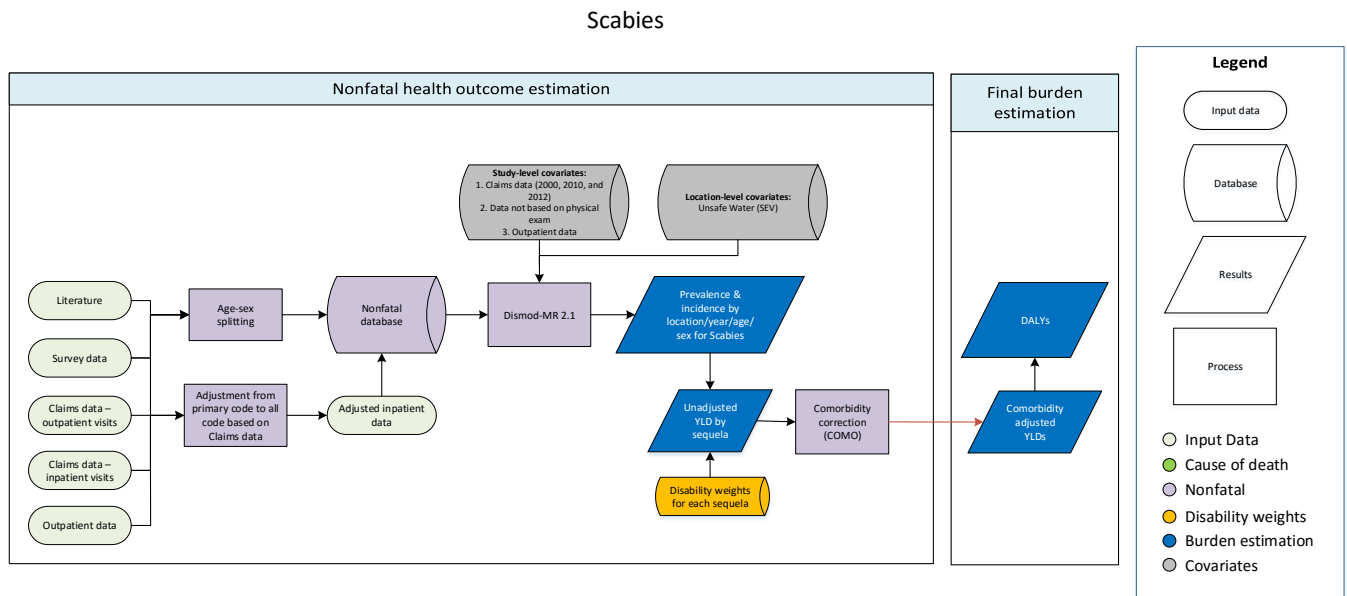 Scabies
Nonfatal health outcome estimation
Final burden
estimation
Legend
Input data
Database
Results
Process
Input Data
Cause of death
Nonfatal
Disability weights
Burden estimation
Covariates
Study-level covariates:
1. Claims data (2000, 2010, and
2012)
2. Data not based on physical
exam
3. Outpatient data
Location-level covariates:
Unsafe Water (SEV)
Literature
Survey data
Claims data –
outpatient visits
Claims data –
inpatient visits
Outpatient data
Age-sex
splitting
Adjustment from
primary code to all
code based on
Claims data
Nonfatal
database
Adjusted inpatient
data
Dismod-MR 2.1
Prevalence &
incidence by
location/year/age/
sex for Scabies
Unadjusted
YLD by
sequela
Disability weights
for each sequela
Comorbidity
correction
(COMO)
DALYs
Comorbidity
adjusted
YLDs